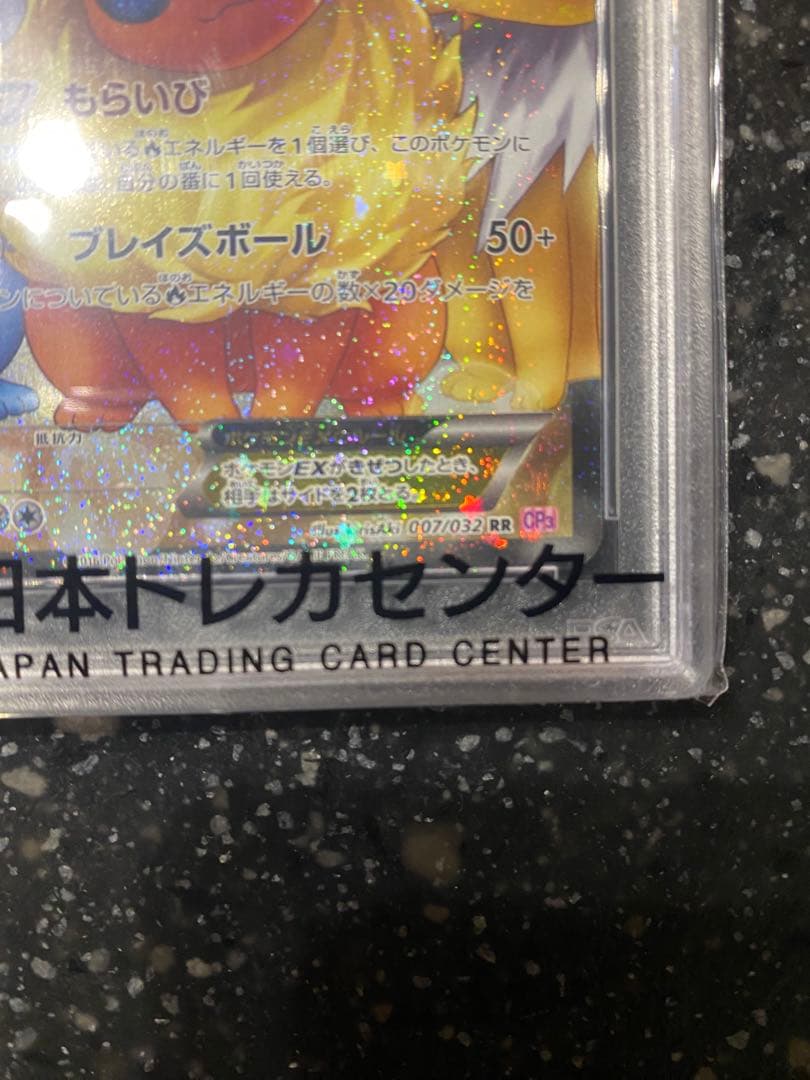 もらいび
いる エネルギーを1個選び、このポケモンに
自分の番に1回使える。
ブレイズボール 50+
ンについている エネルギーの数×20ダメージを
抵抗力
ポケモンEXがきぜつしたとき、
相手はサイドを2枚とる。
007/032 RR CP3
日本トレカセンター
PSA
APAN TRADING CARD CENTER